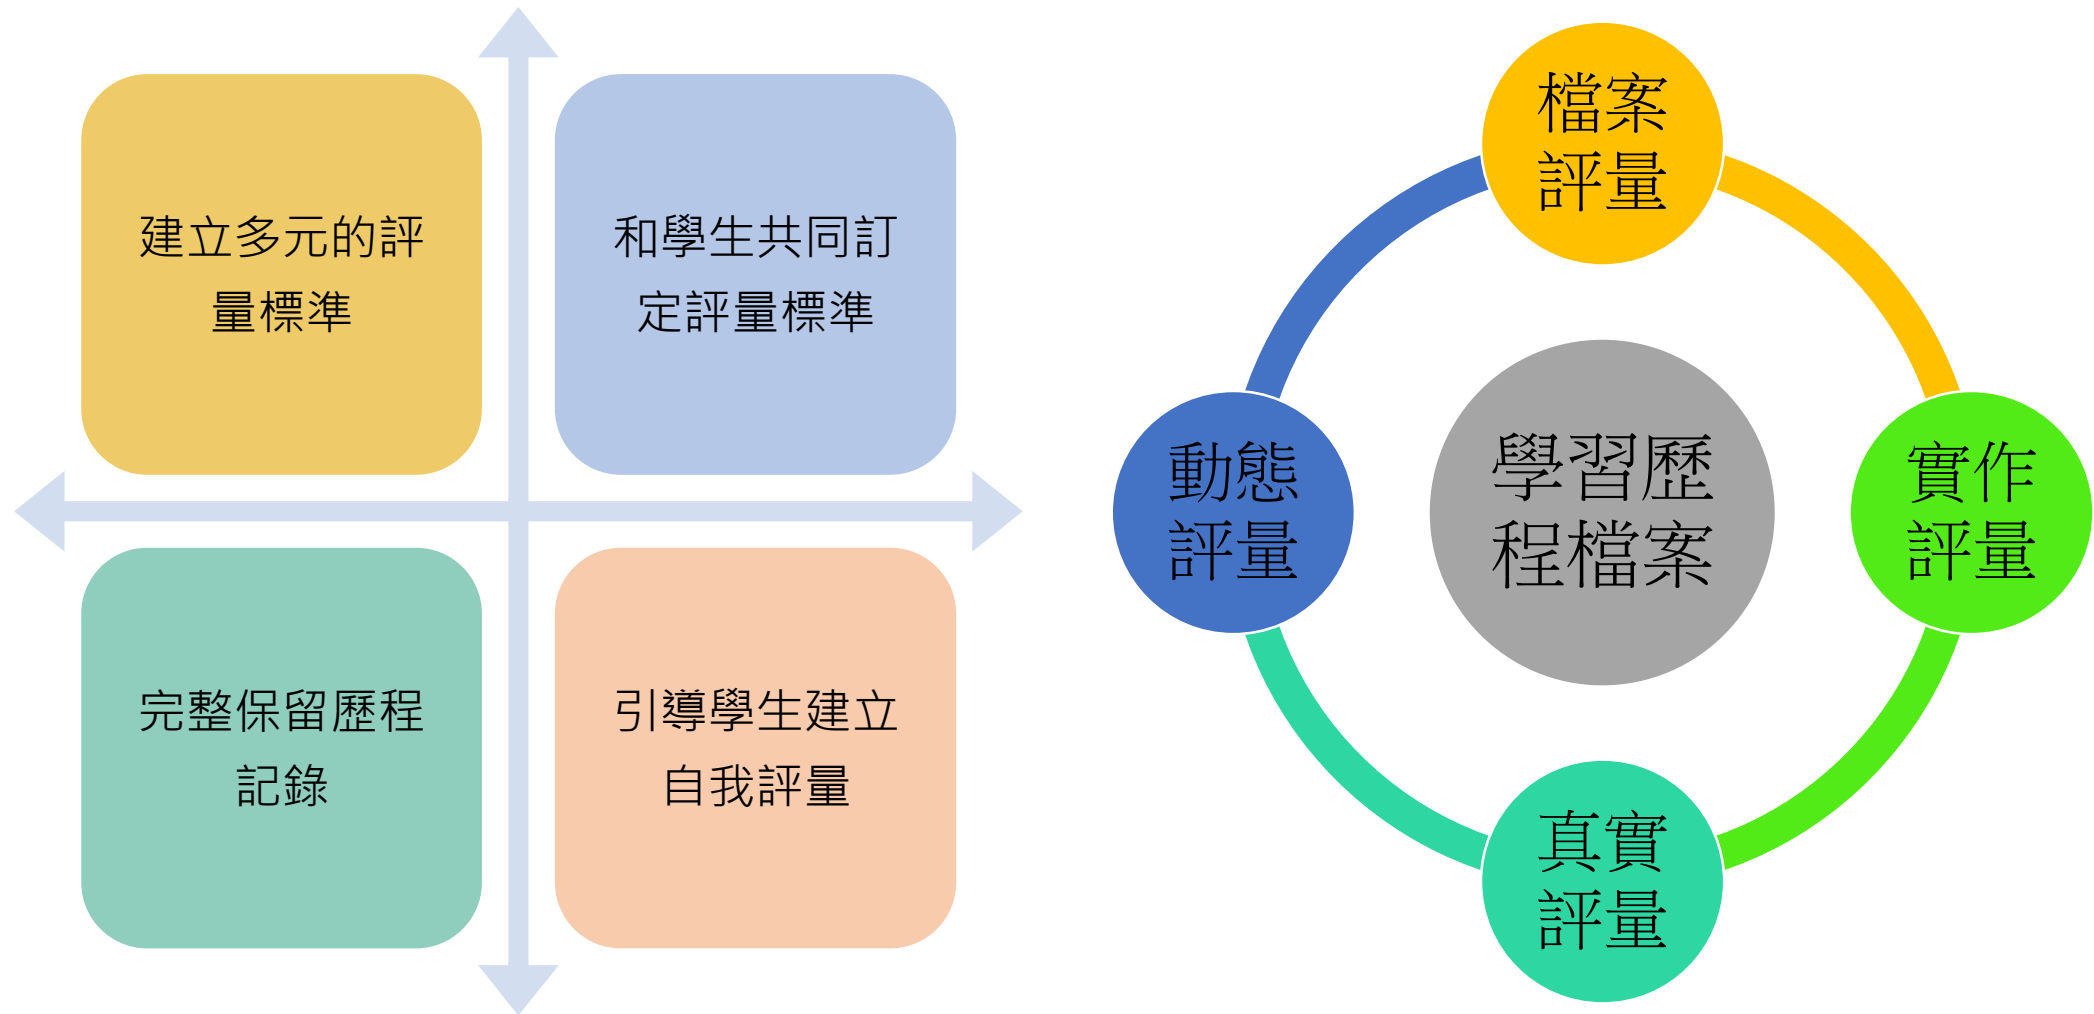 建立多元的評
量標準
和學生共同訂
定評量標準
完整保留歷程
記錄
引導學生建立
自我評量
檔案
評量
動態
評量
學習歷
程檔案
實作
評量
真實
評量